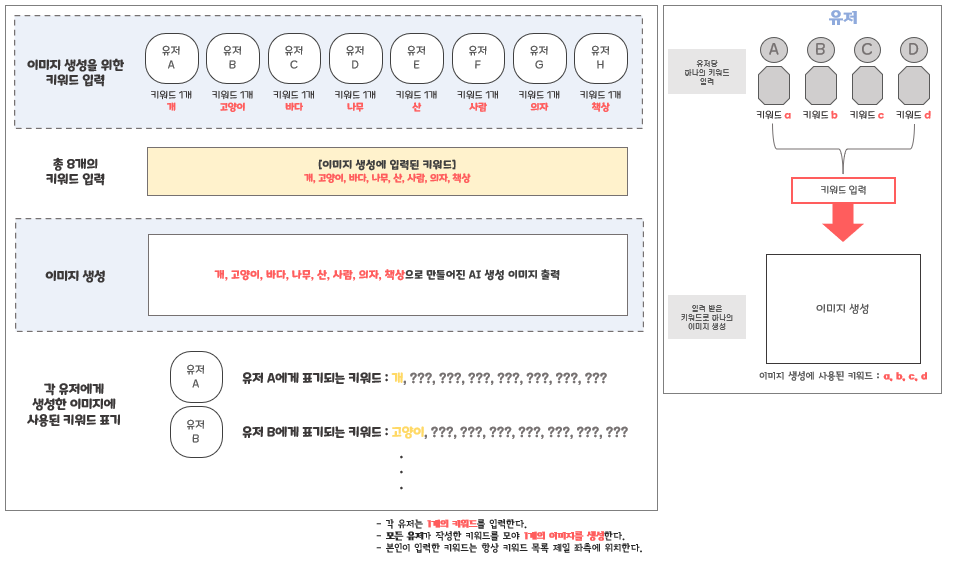 이미지 생성을 위한
키워드 입력
유저
A
키워드 1개
개
유저
B
키워드 1개
고양이
유저
C
키워드 1개
바다
유저
D
키워드 1개
나무
유저
E
키워드 1개
산
유저
F
키워드 1개
사람
유저
G
키워드 1개
의자
유저
H
키워드 1개
책상
총 8개의
키워드 입력
[이미지 생성에 입력된 키워드]
개, 고양이, 바다, 나무, 산, 사람, 의자, 책상
이미지 생성
개, 고양이, 바다, 나무, 산, 사람, 의자, 책상으로 만들어진 AI 생성 이미지 출력
각 유저에게
생성한 이미지에
사용된 키워드 표기
유저
A
유저 A에게 표기되는 키워드 : 개, ???, ???, ???, ???, ???, ???, ???
유저
B
유저 B에게 표기되는 키워드 : 고양이, ???, ???, ???, ???, ???, ???, ???
유저
유저당
하나의 키워드
입력
A
B
C
D
키워드 a
키워드 b
키워드 c
키워드 d
키워드 입력
입력 받은
키워드로 하나의
이미지 생성
이미지 생성
이미지 생성에 사용된 키워드 : a, b, c, d
- 각 유저는 1개의 키워드를 입력한다.
- 모든 유저가 작성한 키워드를 모아 1개의 이미지를 생성한다.
- 본인이 입력한 키워드는 항상 키워드 목록 제일 좌측에 위치한다.